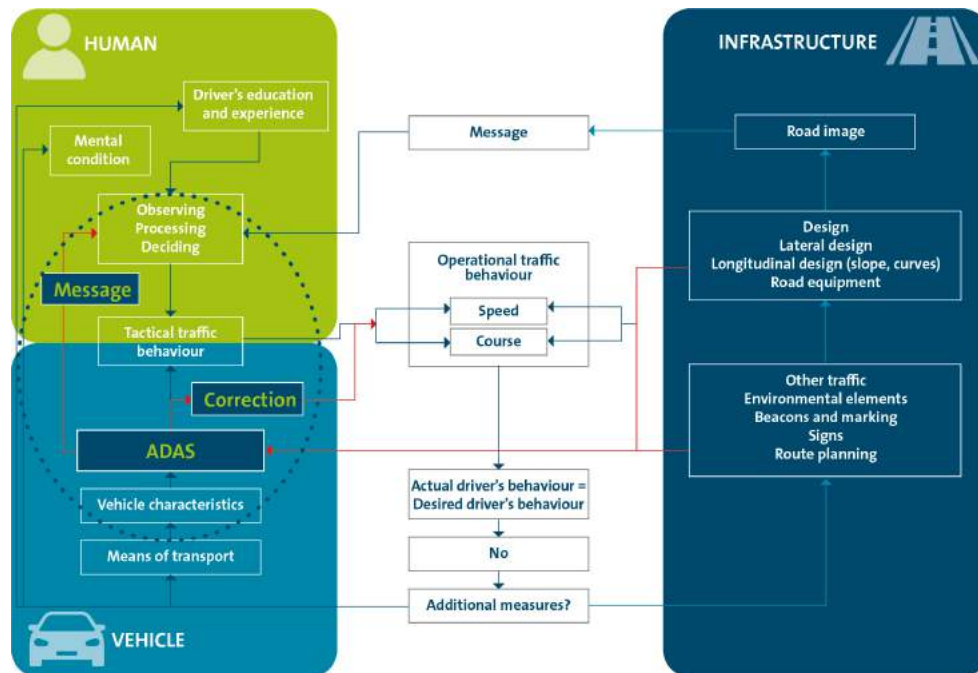 HUMAN
Driver's education
and experience
Mental
condition
Observing
Processing
Deciding
Message
Tactical traffic
behaviour
Correction
ADAS
Vehicle characteristics
Means of transport
VEHICLE
Message
Operational traffic
behaviour
Speed
Course
Actual driver's behaviour =
Desired driver's behaviour
No
Additional measures?
INFRASTRUCTURE
Road image
Design
Lateral design
Longitudinal design (slope, curves)
Road equipment
Other traffic
Environmental elements
Beacons and marking
Signs
Route planning